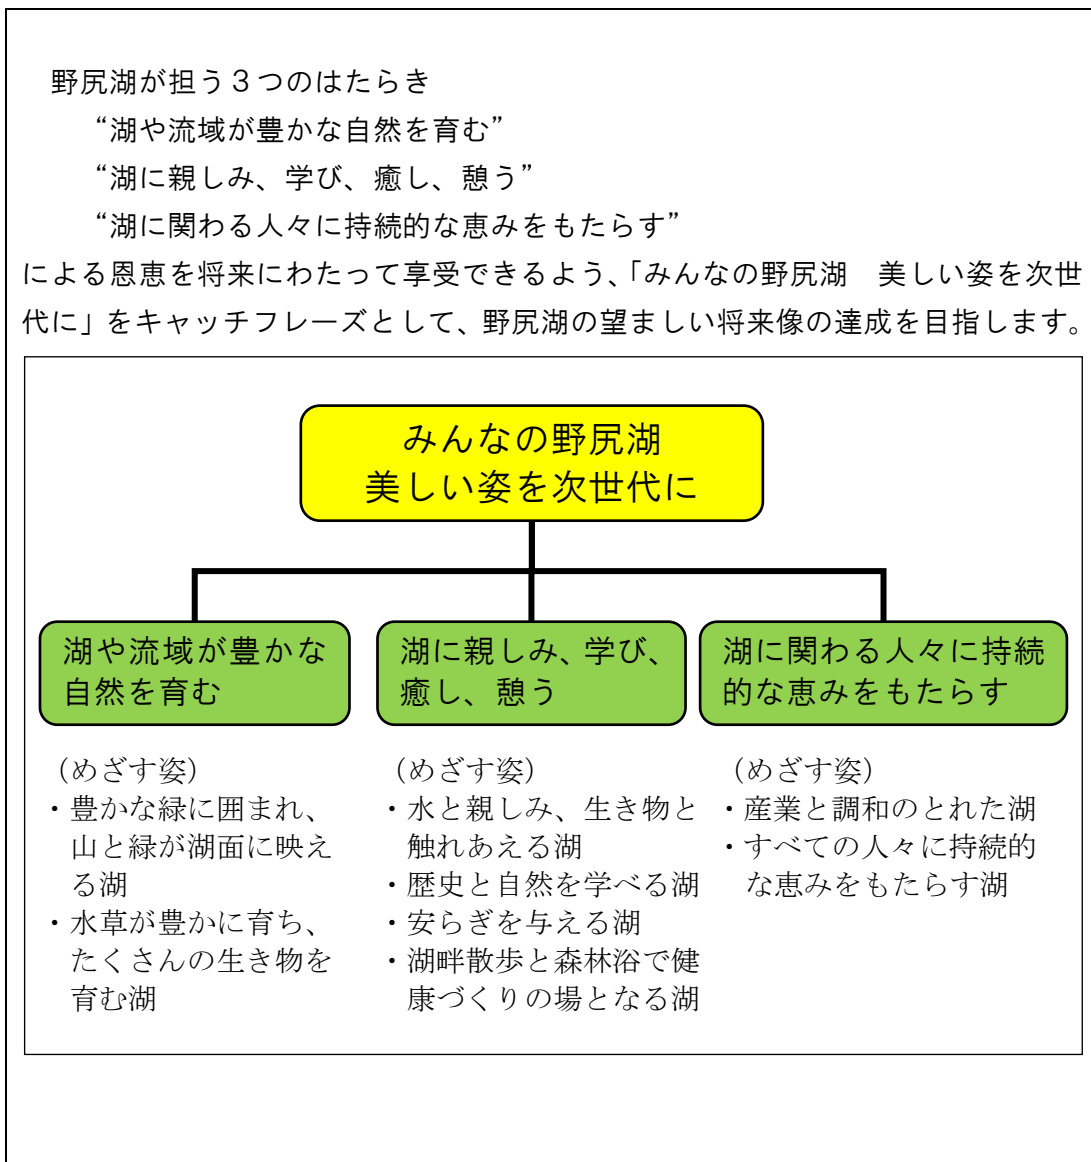 野尻湖が担う３つのはたらき
“湖や流域が豊かな自然を育む”
“湖に親しみ、学び、癒し、憩う”
“湖に関わる人々に持続的な恵みをもたらす”
による恩恵を将来にわたって享受できるよう、「みんなの野尻湖　美しい姿を次世
代に」をキャッチフレーズとして、野尻湖の望ましい将来像の達成を目指します。
みんなの野尻湖
美しい姿を次世代に
湖や流域が豊かな
自然を育む
（めざす姿）
・豊かな緑に囲まれ、
山と緑が湖面に映え
る湖
・水草が豊かに育ち、
たくさんの生き物を
育む湖
湖に親しみ、学び、
癒し、憩う
（めざす姿）
・水と親しみ、生き物と
触れあえる湖
・歴史と自然を学べる湖
・安らぎを与える湖
・湖畔散歩と森林浴で健
康づくりの場となる湖
湖に関わる人々に持続
的な恵みをもたらす
（めざす姿）
・産業と調和のとれた湖
・すべての人々に持続的
な恵みをもたらす湖